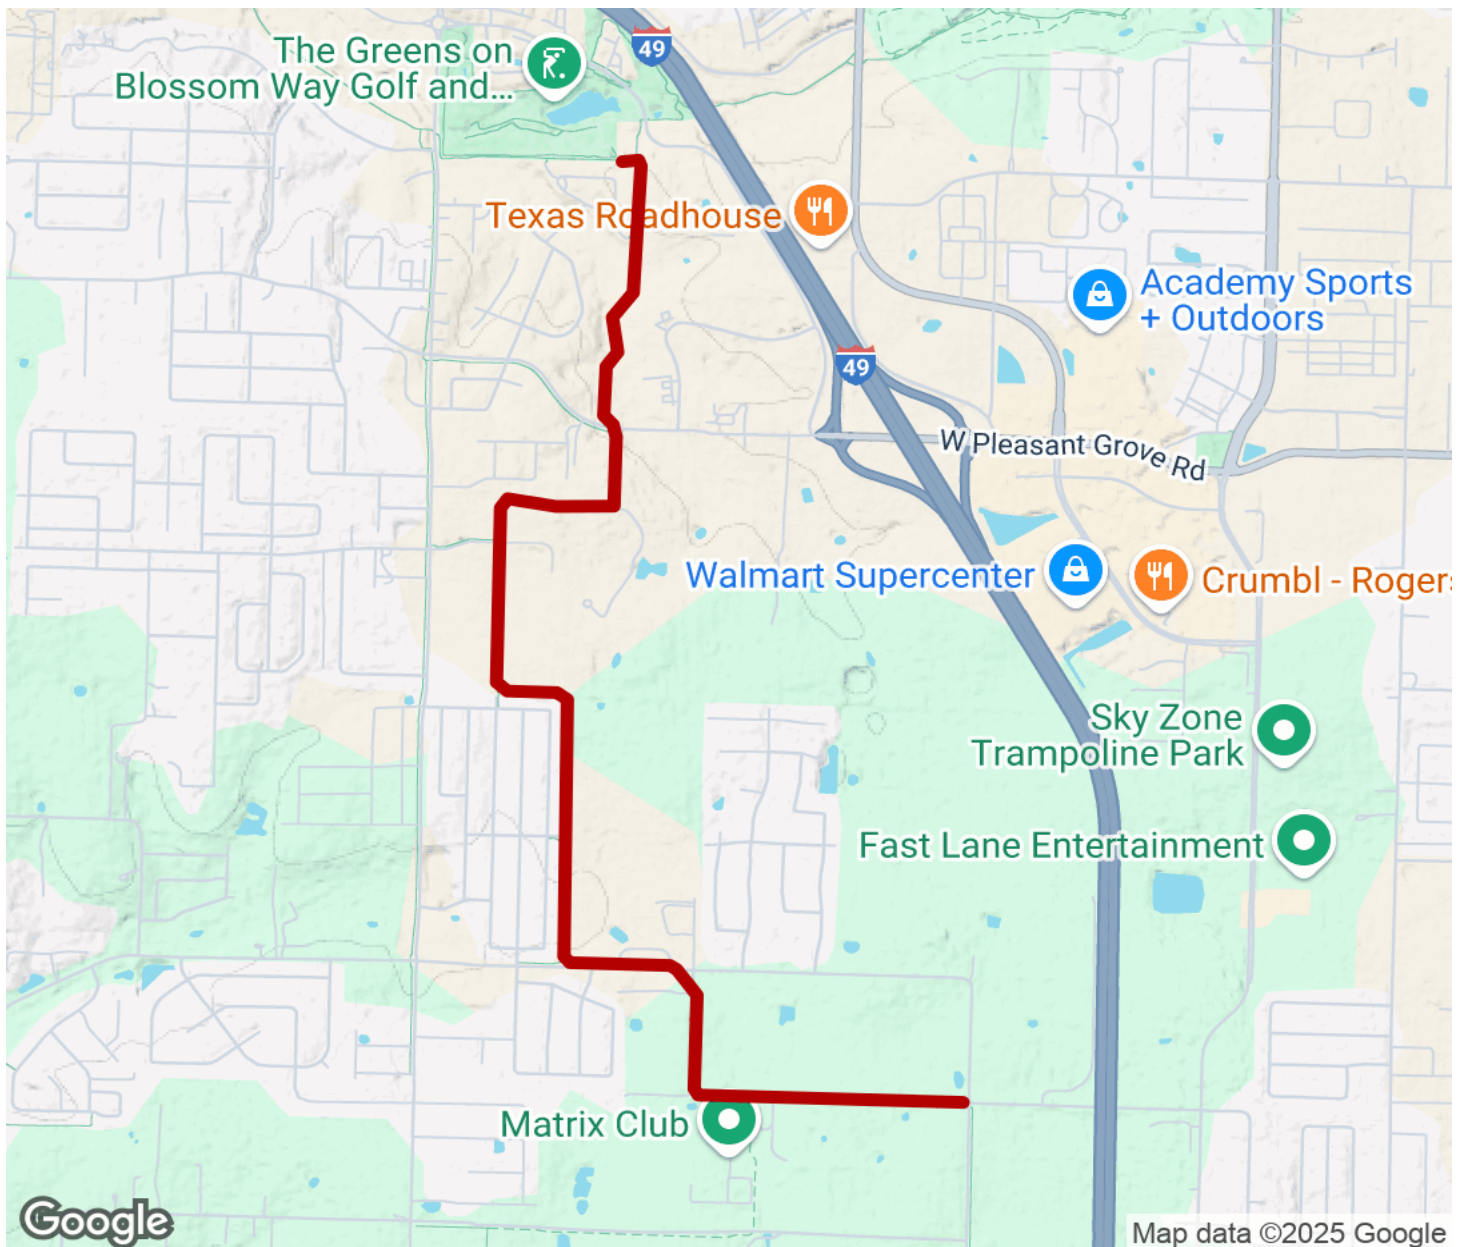 49
The Greens on
Blossom Way Golf and...
Texas Roadhouse
Academy Sports
+ Outdoors
49
W Pleasant Grove Rd
Walmart Supercenter
Crumbl - Rogers
Sky Zone
Trampoline Park
Fast Lane Entertainment
Matrix Club
Google
Map data ©2025 Google